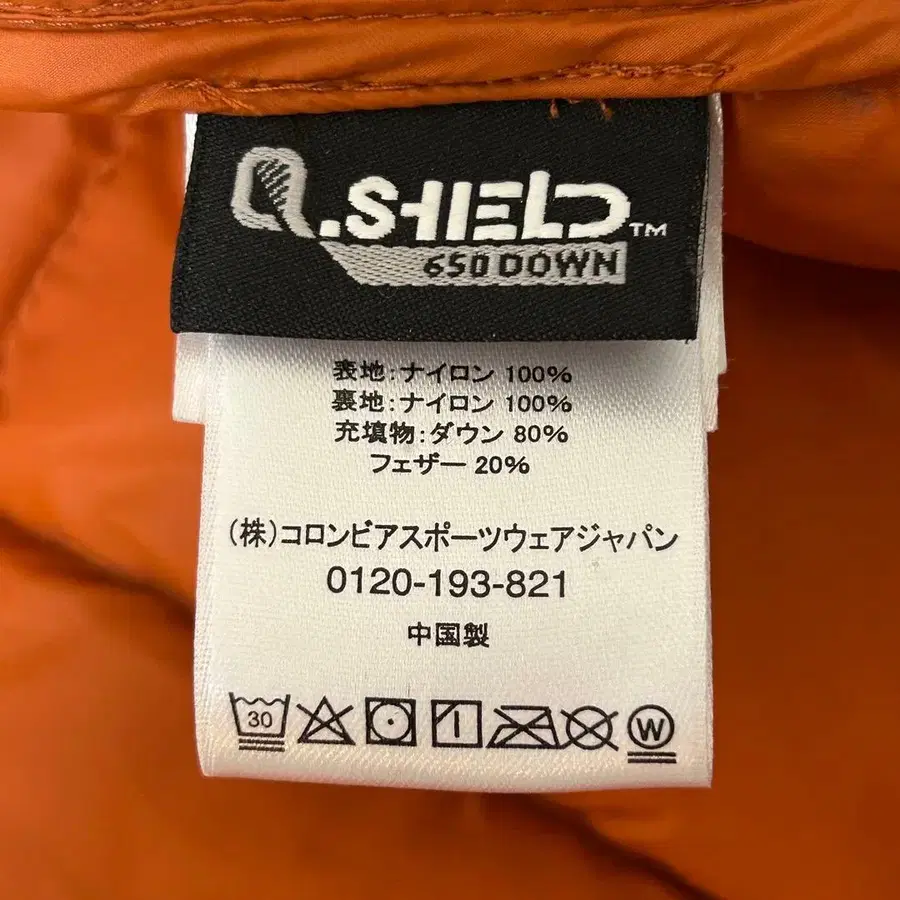 Q.SHIELD™
650 DOWN
表地:ナイロン 100%
裏地:ナイロン 100%
充填物:ダウン 80%
フェザー 20%
(株)コロンビアスポーツウェアジャパン
0120-193-821
中国製
30
W